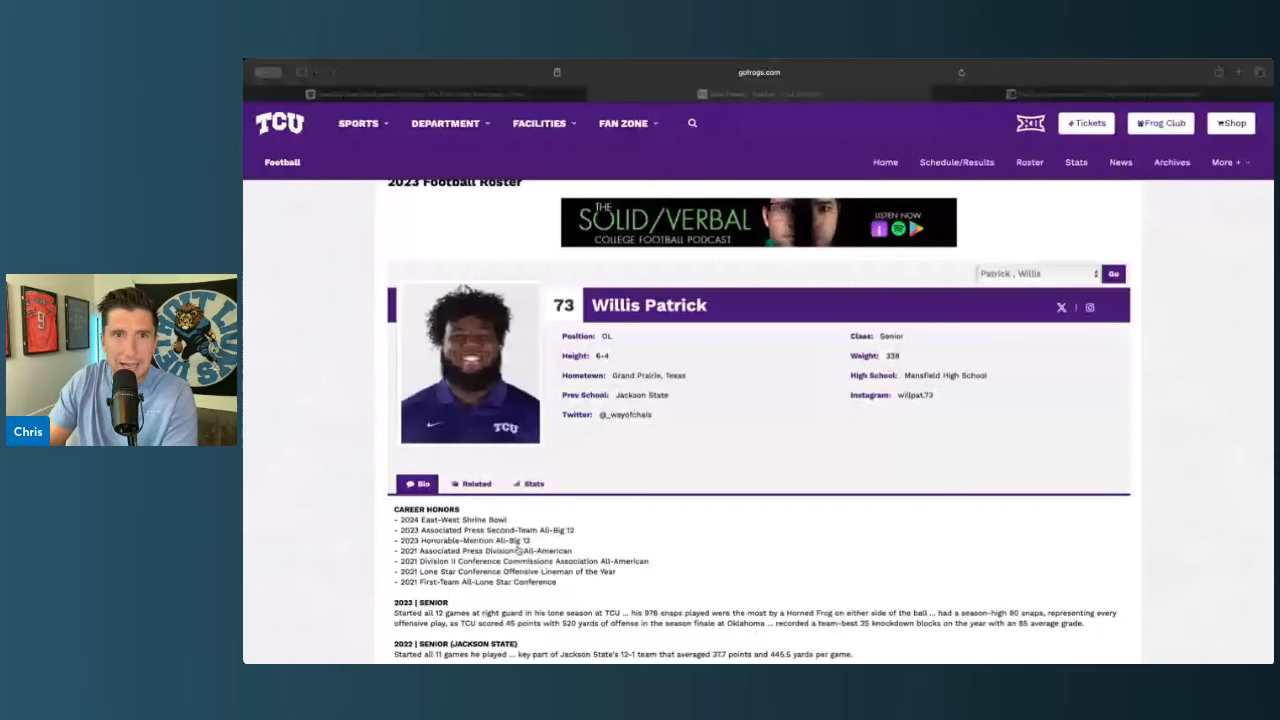 gofrogs.com
TCU
SPORTS
DEPARTMENT
FACILITIES
FAN ZONE
XII
Tickets
Frog Club
Shop
Football
Home
Schedule/Results
Roster
Stats
News
Archives
More +
2023 Football Roster
THE
SOLID/VERBAL
COLLEGE FOOTBALL PODCAST
LISTEN NOW
Patrick , Willis
Go
73
Willis Patrick
Position: OL
Class: Senior
Height: 6-4
Weight: 338
Hometown: Grand Prairie, Texas
High School: Mansfield High School
Prev School: Jackson State
Instagram: willpat.73
Twitter: @_wayofchais
TCU
9
Chris
Bio
Related
Stats
CAREER HONORS
- 2024 East-West Shrine Bowl
- 2023 Associated Press Second-Team All-Big 12
- 2023 Honorable-Mention All-Big 12
- 2021 Associated Press Division All-American
- 2021 Division II Conference Commissions Association All-American
- 2021 Lone Star Conference Offensive Lineman of the Year
- 2021 First-Team All-Lone Star Conference
2023 | SENIOR
Started all 12 games at right guard in his lone season at TCU ... his 976 snaps played were the most by a Horned Frog on either side of the ball ... had a season-high 90 snaps, representing every
offensive play, as TCU scored 45 points with 520 yards of offense in the season finale at Oklahoma ... recorded a team-best 35 knockdown blocks on the year with an 85 average grade.
2022 | SENIOR (JACKSON STATE)
Started all 11 games he played ... key part of Jackson State's 12-1 team that averaged 37.7 points and 445.5 yards per game.